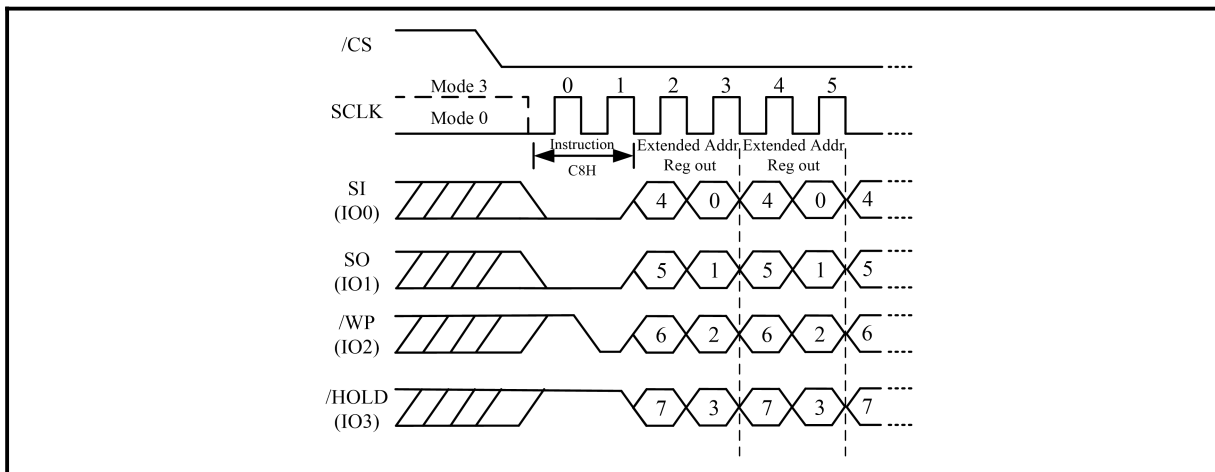 /CS
Mode 3
0 1 2 3 4 5
SCLK
Mode 0
Instruction
Extended Addr
Reg out
Extended Addr
Reg out
C8H
SI
(IO0)
4 0 4 0 4
SO
(IO1)
5 1 5 1 5
/WP
(IO2)
6 2 6 2 6
/HOLD
(IO3)
7 3 7 3 7